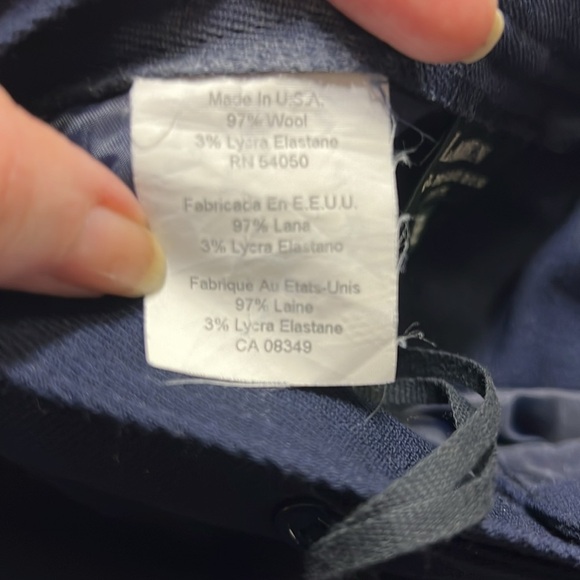 Made In U.S.A.
97% Wool
3% Lycra Elastane
RN 54050
Fabricaca En E.E.U.U.
97% Lana
3% Lycra Elastano
Fabrique Au Etats-Unis
97% Laine
3% Lycra Elastane
CA 08349